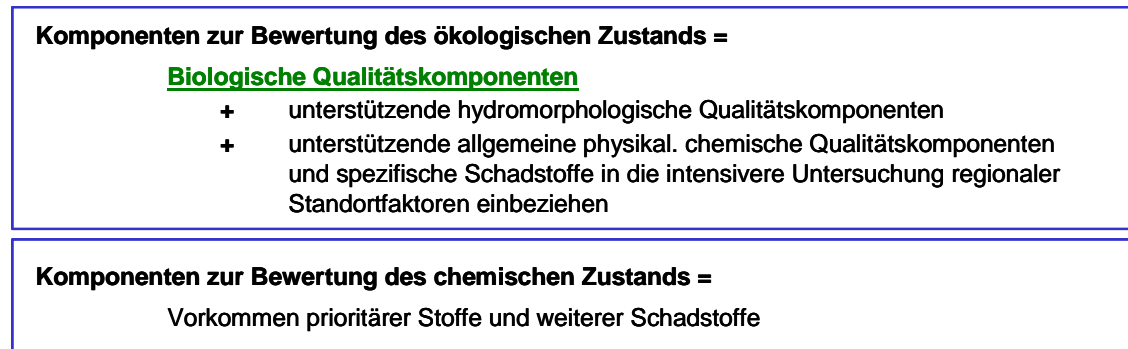 Komponenten zur Bewertung des ökologischen Zustands =
Biologische Qualitätskomponenten
+ unterstützende hydromorphologische Qualitätskomponenten
+ unterstützende allgemeine physikal. chemische Qualitätskomponenten
und spezifische Schadstoffe in die intensivere Untersuchung regionaler
Standortfaktoren einbeziehen
Komponenten zur Bewertung des chemischen Zustands =
Vorkommen prioritärer Stoffe und weiterer Schadstoffe